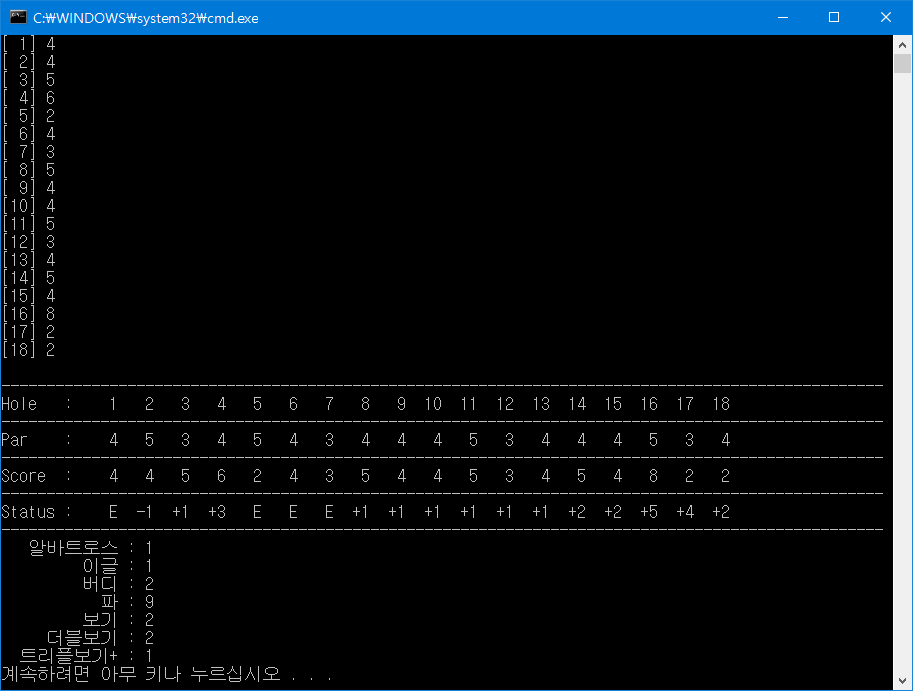 C:₩WINDOWS₩system32₩cmd.exe
[ 1] 4
[ 2] 4
[ 3] 5
[ 4] 6
[ 5] 2
[ 6] 4
[ 7] 3
[ 8] 5
[ 9] 4
[10] 4
[11] 5
[12] 3
[13] 4
[14] 5
[15] 4
[16] 8
[17] 2
[18] 2
Hole : 1 2 3 4 5 6 7 8 9 10 11 12 13 14 15 16 17 18
Par : 4 5 3 4 5 4 3 4 4 4 5 3 4 4 4 5 3 4
Score : 4 4 5 6 2 4 3 5 4 4 5 3 4 5 4 8 2 2
Status : E -1 +1 +3 E E E +1 +1 +1 +1 +1 +1 +2 +2 +5 +4 +2
알바트로스 : 1
이글 : 1
버디 : 2
파 : 9
보기 : 2
더블보기 : 2
트리플보기+ : 1
계속하려면 아무 키나 누르십시오 . . .